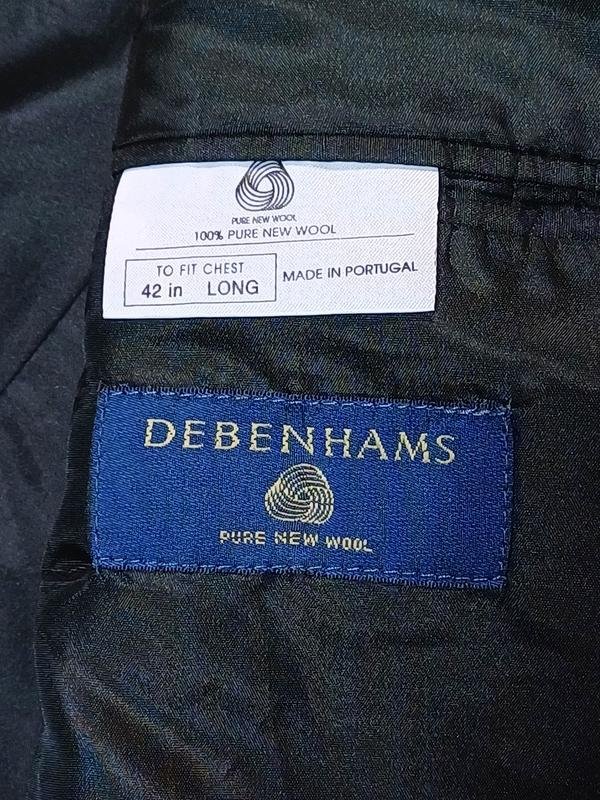 PURE NEW WOOL
100% PURE NEW WOOL
TO FIT CHEST
42 in LONG
MADE IN PORTUGAL
DEBENHAMS
PURE NEW WOOL